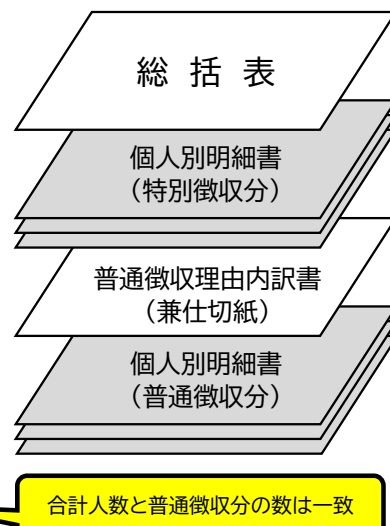 総 括 表
個人別明細書
（特別徴収分）
普通徴収理由内訳書
（兼仕切紙）
個人別明細書
（普通徴収分）
合計人数と普通徴収分の数は一致